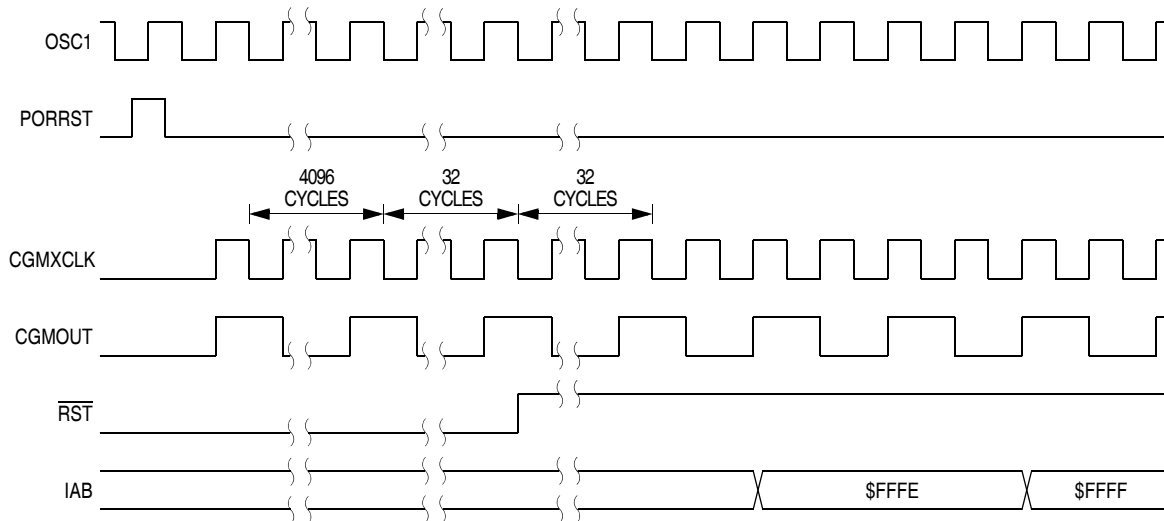 OSC1
PORRST
4096
CYCLES
32
CYCLES
32
CYCLES
CGMXCLK
CGMOUT
RST
IAB
$FFFE
$FFFF